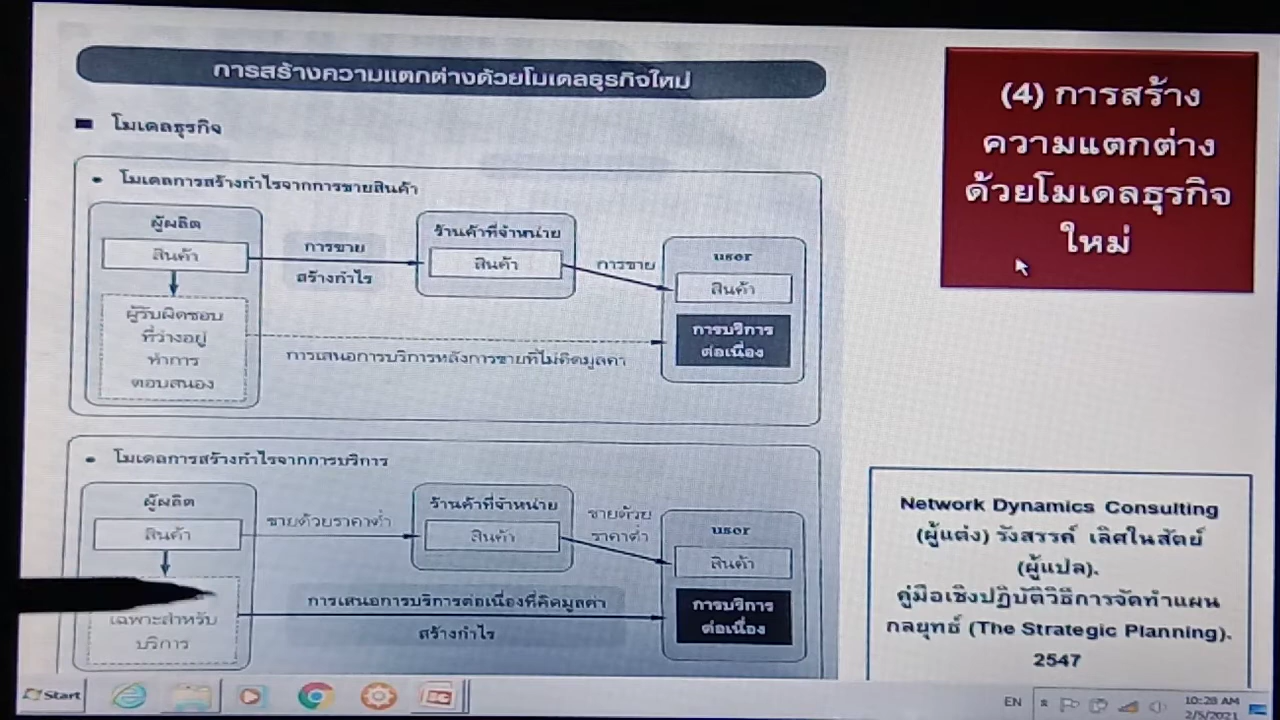 การสร้างความแตกต่างด้วยโมเดลธุรกิจใหม่
โมเดลธุรกิจ
• โมเดลการสร้างกำไรจากการขายสินค้า
ผู้ผลิต
สินค้า
ผู้รับผิดชอบ
ที่ว่างอยู่
ทำการ
ตอบสนอง
การขาย
สร้างกำไร
ร้านค้าที่จำหน่าย
สินค้า
การขาย
user
สินค้า
การบริการ
ต่อเนื่อง
การเสนอการบริการหลังการขายที่ไม่คิดมูลค่า
• โมเดลการสร้างกำไรจากการบริการ
ผู้ผลิต
สินค้า
เฉพาะสำหรับ
บริการ
ขายด้วยราคาต่ำ
ร้านค้าที่จำหน่าย
สินค้า
ขายด้วย
ราคาต่ำ
user
สินค้า
การบริการ
ต่อเนื่อง
การเสนอการบริการต่อเนื่องที่คิดมูลค่า
สร้างกำไร
(4) การสร้าง
ความแตกต่าง
ด้วยโมเดลธุรกิจ
ใหม่
Network Dynamics Consulting
(ผู้แต่ง) รังสรรค์ เลิศในสัตย์
(ผู้แปล).
คู่มือเชิงปฏิบัติวิธีการจัดทำแผน
กลยุทธ์ (The Strategic Planning).
2547
Start
EN
10:28 AM
2/5/2021